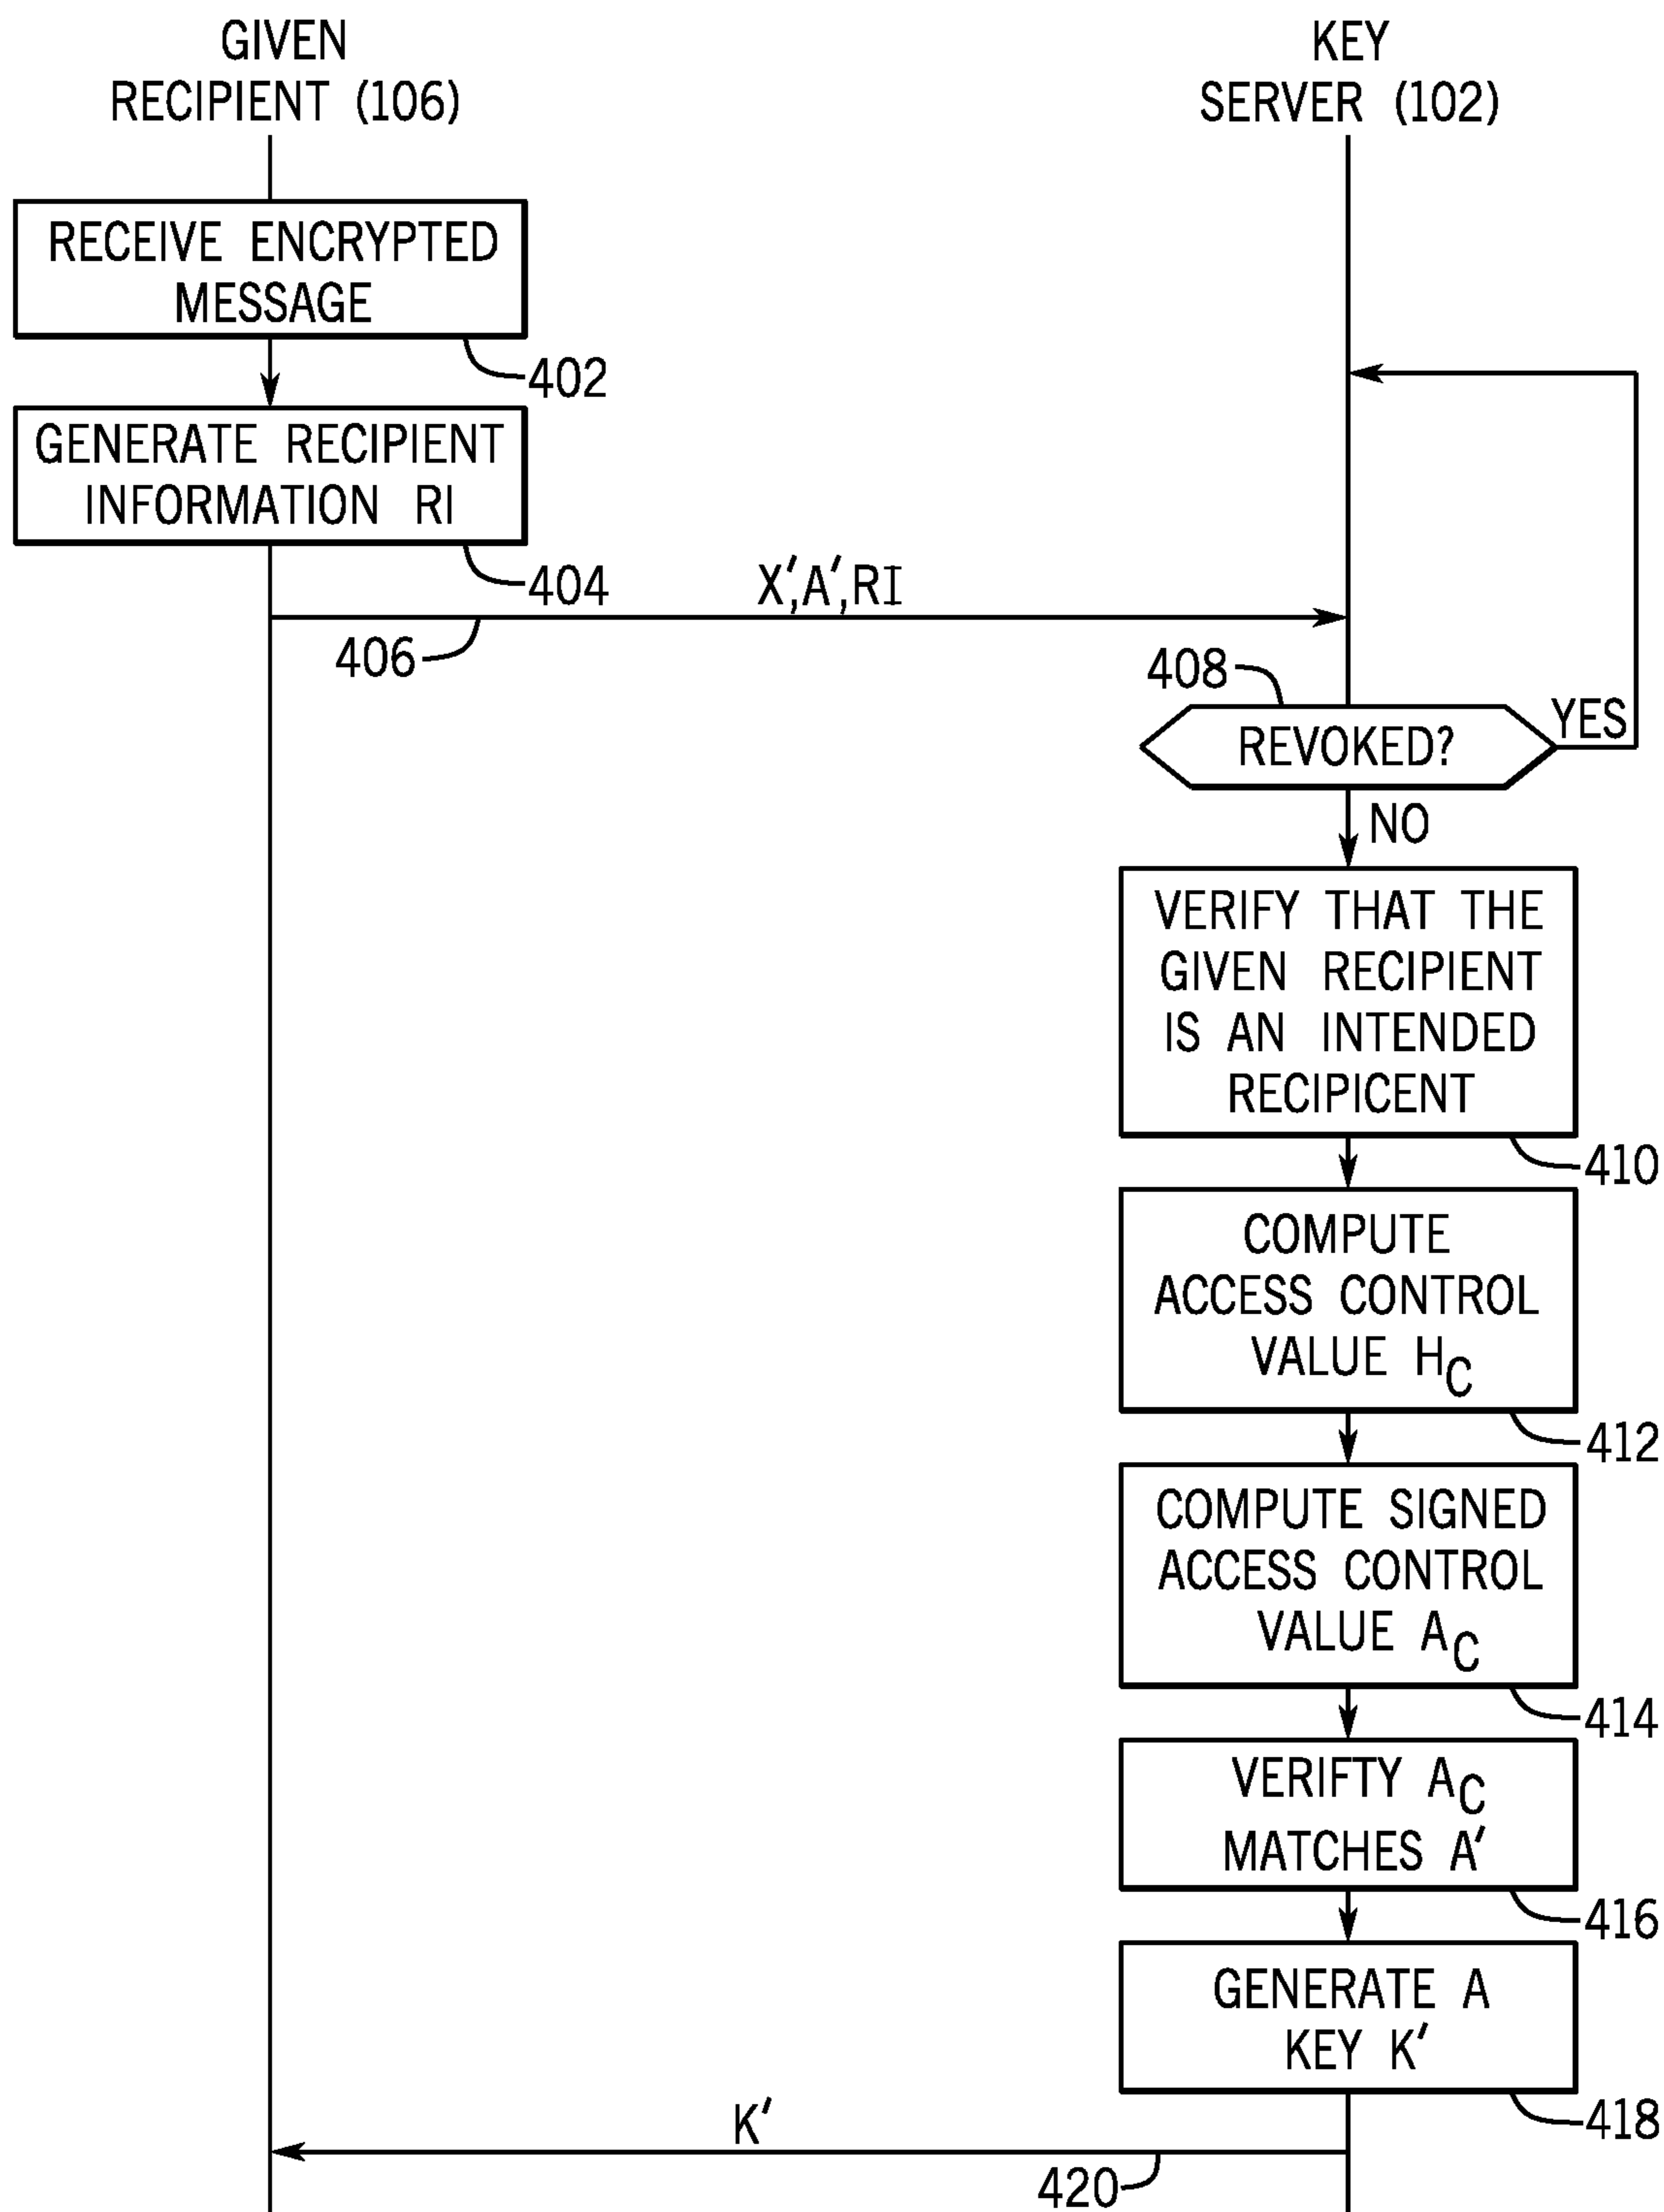 GIVEN
RECIPIENT (106)
KEY
SERVER (102)
RECEIVE ENCRYPTED
MESSAGE
402
GENERATE RECIPIENT
INFORMATION RI
404
X',A',RI
406
408
REVOKED?
YES
NO
VERIFY THAT THE
GIVEN RECIPIENT
IS AN INTENDED
RECIPICENT
410
COMPUTE
ACCESS CONTROL
VALUE HC
412
COMPUTE SIGNED
ACCESS CONTROL
VALUE AC
414
VERIFTY AC
MATCHES A'
416
GENERATE A
KEY K'
418
K'
420